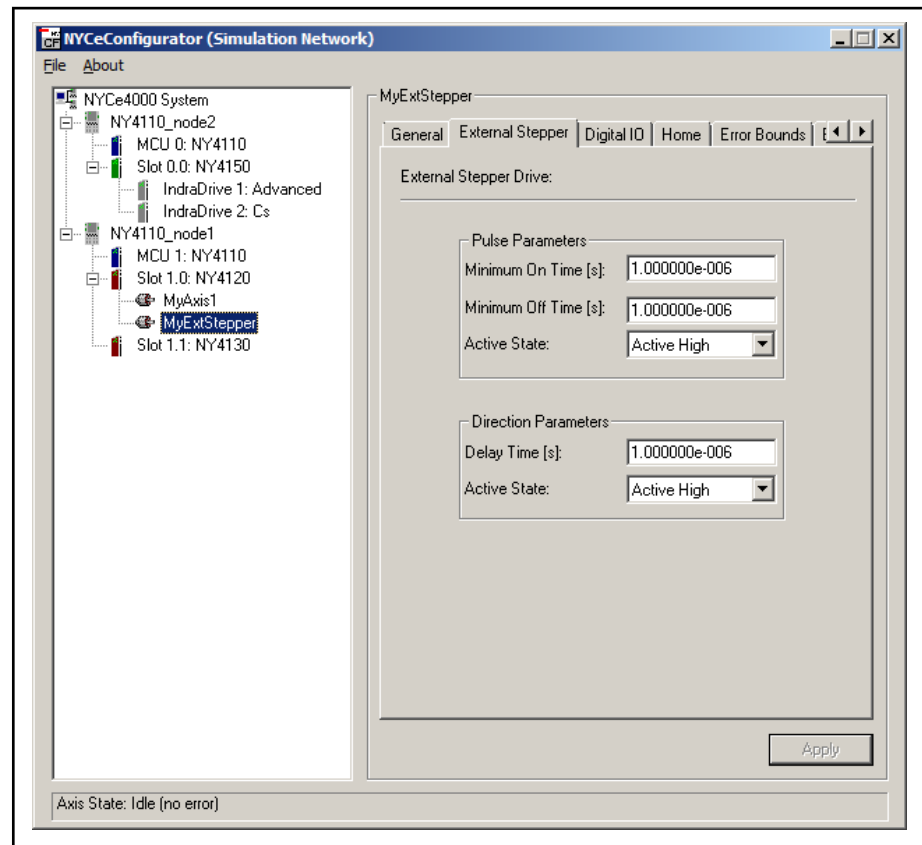 NYCeConfigurator (Simulation Network)
File About
NYCe4000 System
NY4110_node2
MCU 0: NY4110
Slot 0.0: NY4150
IndraDrive 1: Advanced
IndraDrive 2: Cs
NY4110_node1
MCU 1: NY4110
Slot 1.0: NY4120
MyAxis1
MyExtStepper
Slot 1.1: NY4130
MyExtStepper
General External Stepper Digital IO Home Error Bounds
External Stepper Drive:
Pulse Parameters
Minimum On Time [s]: 1.000000e-006
Minimum Off Time [s]: 1.000000e-006
Active State: Active High
Direction Parameters
Delay Time [s]: 1.000000e-006
Active State: Active High
Apply
Axis State: Idle (no error)